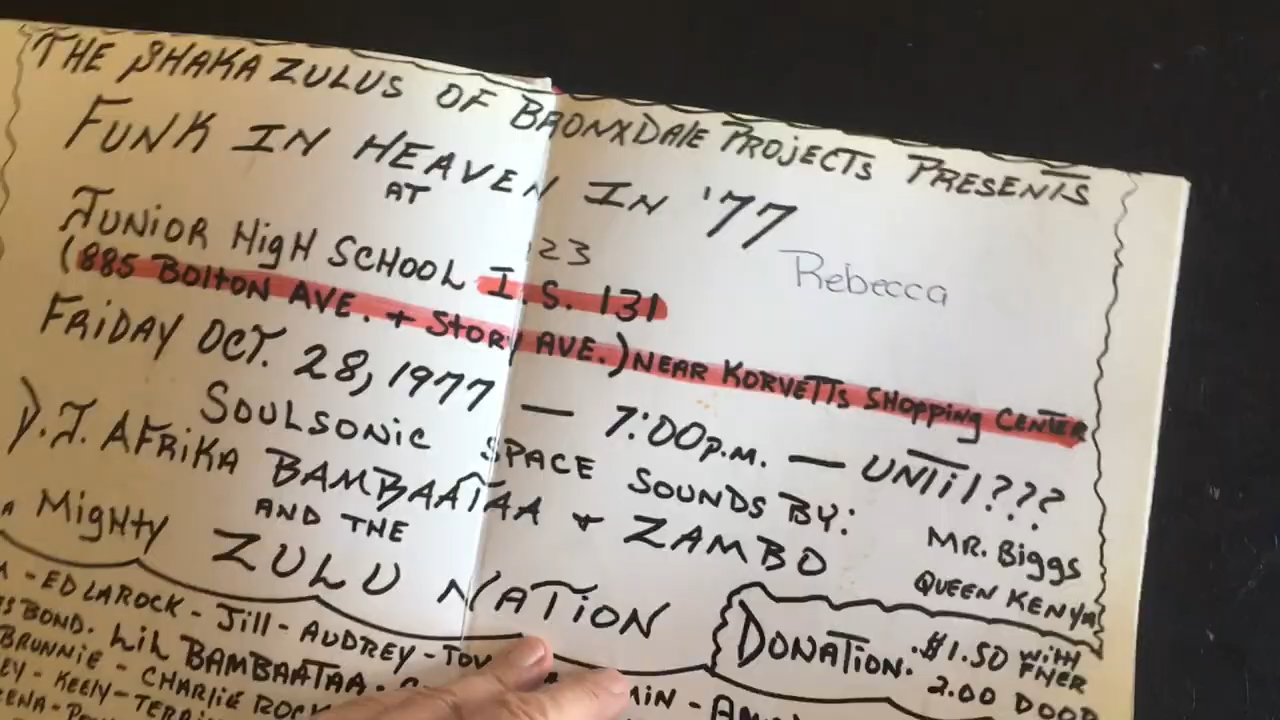 THE SHAKA ZULUS OF BRONXDALE PROJECTS PRESENTS
FUNK IN HEAVEN IN '77
AT
JUNIOR HIGH SCHOOL I.S. 131
23
Rebecca
(885 BOLTON AVE. + STORY AVE.) NEAR KORVETTS SHOPPING CENTER
FRIDAY OCT. 28, 1977 — 7:00 P.M. — UNTIL???
SOULSONIC SPACE SOUNDS BY:
D.J. AFRIKA BAMBAATAA + ZAMBO
MR. BIGGS
QUEEN KENYA
AND THE
MIGHTY ZULU NATION
DONATION. $1.50 WITH FLYER
2.00 DOOR
- ED LAROCK - JILL - AUDREY -
BOND. LIL BAMBAATAA -
BRUNNIE - CHARLIE ROCK
- KEELY -